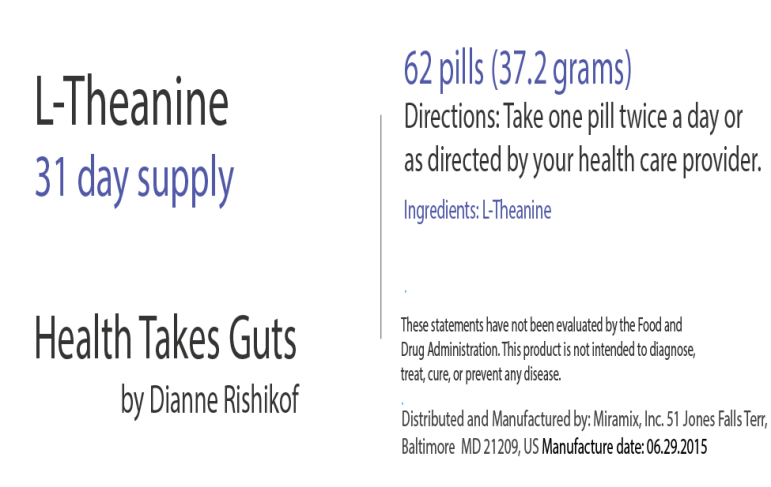 L-Theanine
31 day supply
Health Takes Guts
by Dianne Rishikof
62 pills (37.2 grams)
Directions: Take one pill twice a day or
as directed by your health care provider.
Ingredients: L-Theanine
These statements have not been evaluated by the Food and
Drug Administration. This product is not intended to diagnose,
treat, cure, or prevent any disease.
Distributed and Manufactured by: Miramix, Inc. 51 Jones Falls Terr,
Baltimore MD 21209, US Manufacture date: 06.29.2015